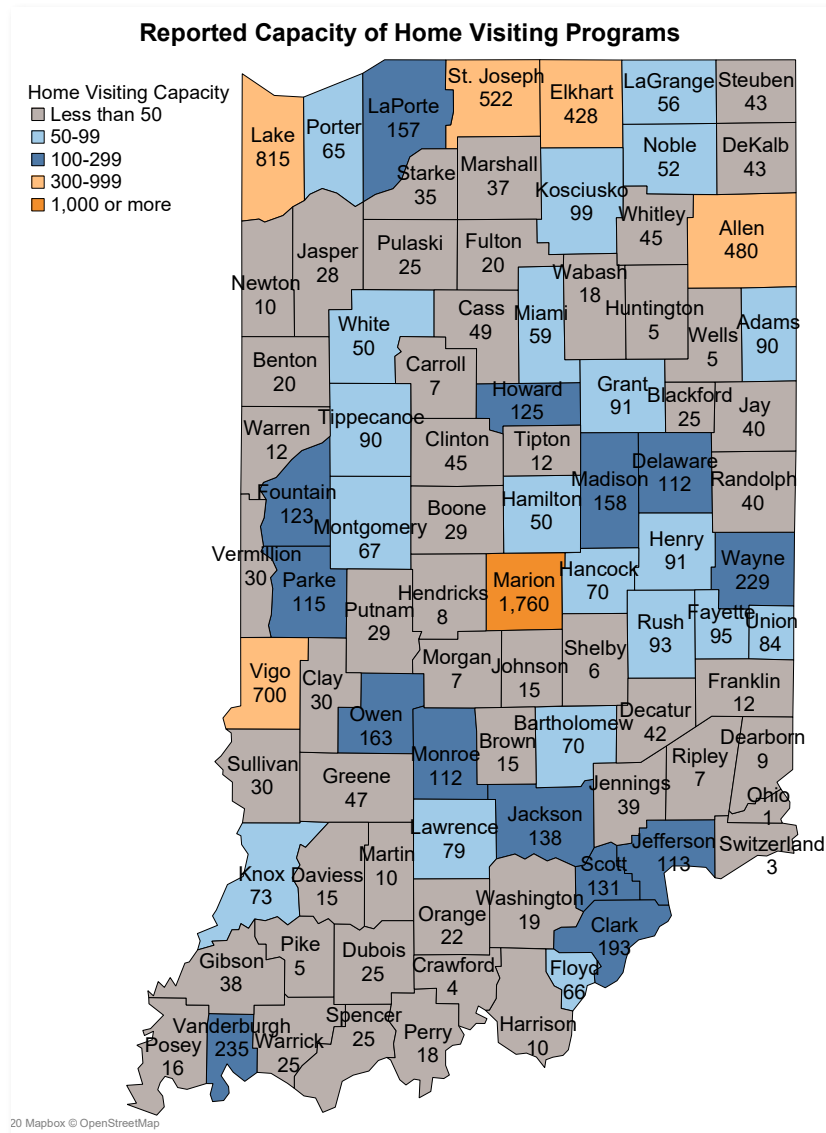 Reported Capacity of Home Visiting Programs
Home Visiting Capacity
Less than 50
50-99
100-299
300-999
1,000 or more
Lake
815
Porter
65
LaPorte
157
St. Joseph
522
Elkhart
428
LaGrange
56
Steuben
43
Noble
52
DeKalb
43
Starke
35
Marshall
37
Kosciusko
99
Whitley
45
Allen
480
Newton
10
Jasper
28
Pulaski
25
Fulton
20
Wabash
18
Huntington
5
Wells
5
Adams
90
White
50
Cass
49
Miami
59
Benton
20
Carroll
7
Howard
125
Grant
91
Blackford
25
Jay
40
Warren
12
Tippecanoe
90
Clinton
45
Tipton
12
Madison
158
Delaware
112
Randolph
40
Fountain
123
Montgomery
67
Boone
29
Hamilton
50
Henry
91
Wayne
229
Vermillion
30
Parke
115
Putnam
29
Hendricks
8
Marion
1,760
Hancock
70
Rush
93
Fayette
95
Union
84
Vigo
700
Clay
30
Owen
163
Morgan
7
Johnson
15
Shelby
6
Franklin
12
Decatur
42
Sullivan
30
Greene
47
Monroe
112
Brown
15
Bartholomew
70
Jennings
39
Ripley
7
Dearborn
9
Ohio
1
Knox
73
Daviess
15
Martin
10
Lawrence
79
Jackson
138
Scott
131
Jefferson
113
Switzerland
3
Gibson
38
Pike
5
Dubois
25
Orange
22
Washington
19
Clark
193
Crawford
4
Floyd
66
Harrison
10
Posey
16
Vanderburgh
235
Warrick
25
Spencer
25
Perry
18
20 Mapbox © OpenStreetMap